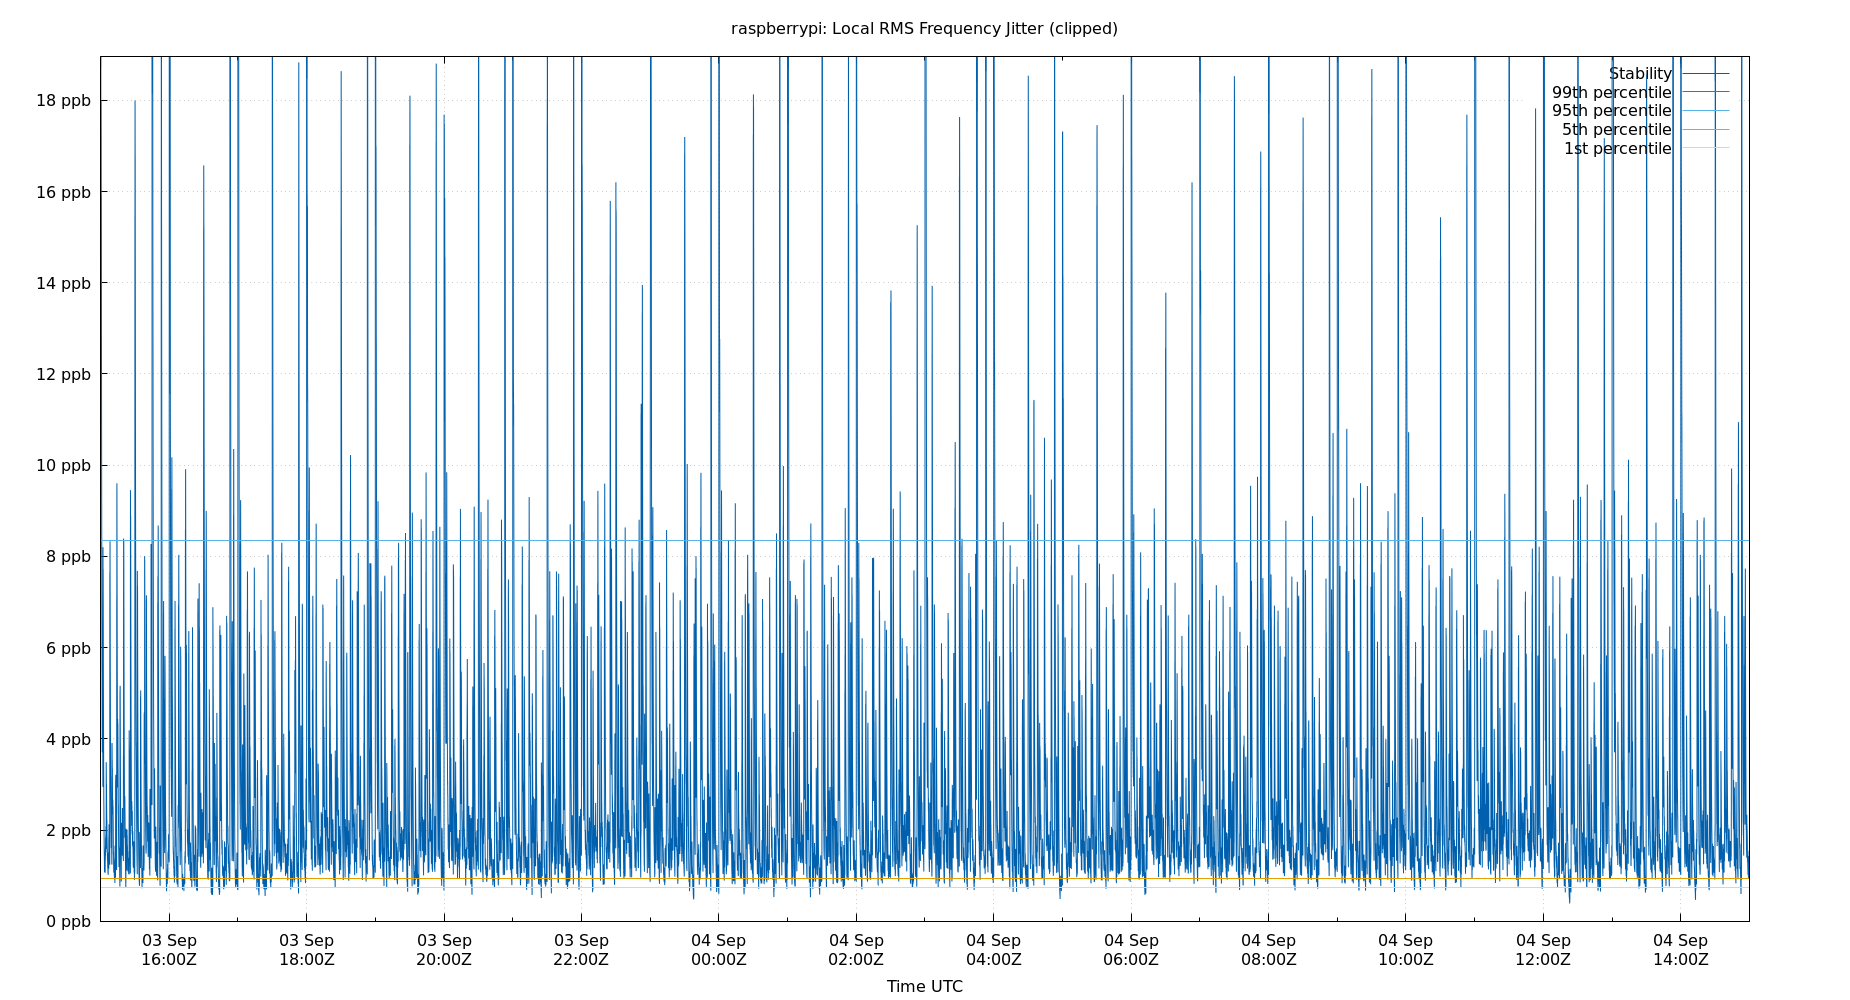 raspberrypi: Local RMS Frequency Jitter (clipped)
Stability
99th percentile
95th percentile
5th percentile
1st percentile
18 ppb
16 ppb
14 ppb
12 ppb
10 ppb
8 ppb
6 ppb
4 ppb
2 ppb
0 ppb
03 Sep 03 Sep 03 Sep 03 Sep 04 Sep 04 Sep 04 Sep 04 Sep 04 Sep 04 Sep 04 Sep 04 Sep
16:00Z 18:00Z 20:00Z 22:00Z 00:00Z 02:00Z 04:00Z 06:00Z 08:00Z 10:00Z 12:00Z 14:00Z
Time UTC